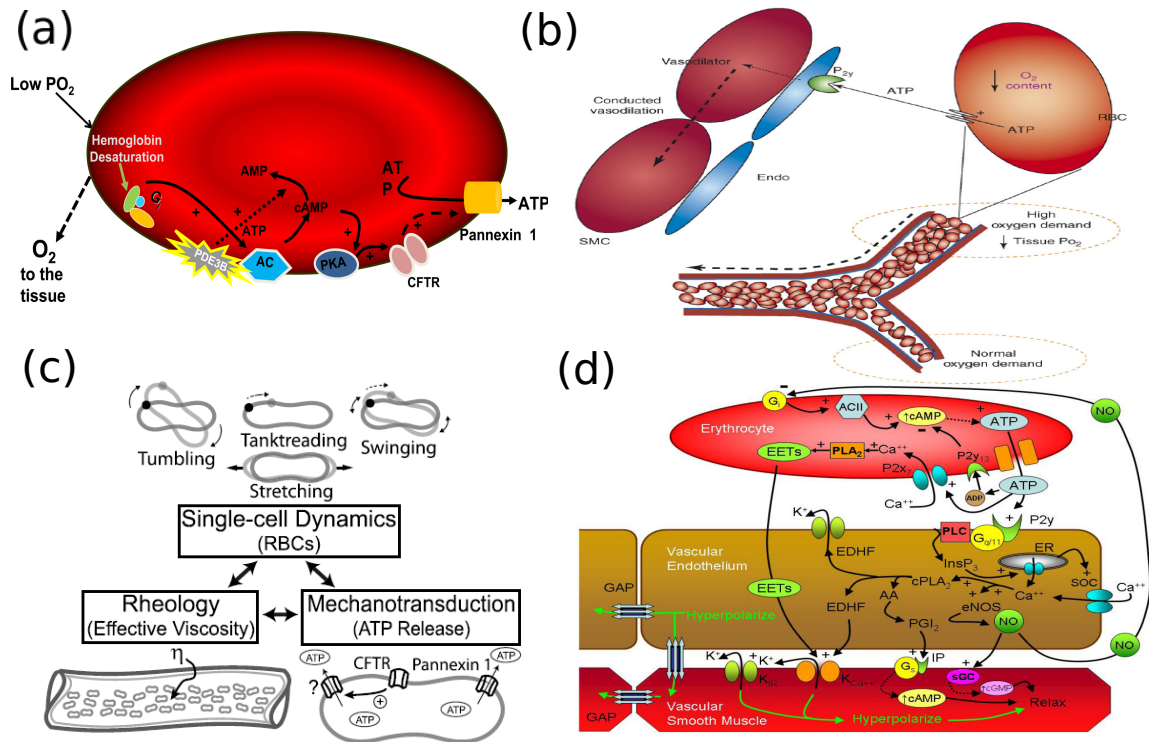 (a)
Low PO2
Hemoglobin
Desaturation
Gi
AMP
AT
P
cAMP
ATP
+
+
+
+
+
PDE3B
AC
PKA
CFTR
Pannexin 1
ATP
O2
to the
tissue
(b)
Vasodilator
P2y
ATP
O2
content
+
ATP
RBC
Conducted
vasodilation
Endo
SMC
High
oxygen demand
Tissue Po2
Normal
oxygen demand
(c)
Tumbling
Tanktreading
Swinging
Stretching
Single-cell Dynamics
(RBCs)
Rheology
(Effective Viscosity)
Mechanotransduction
(ATP Release)
η
ATP
CFTR
Pannexin 1
ATP
?
+
ATP
ATP
(d)
Gi
−
+
ACII
+
↑cAMP
+
ATP
NO
Erythrocyte
−
EETs
+
PLA2
+
Ca++
P2x7
P2y13
ADP
ATP
Ca++
+
+
P2y
K+
PLC
Gq/11
Vascular
Endothelium
EDHF
InsP3
+
ER
+
SOC
Ca++
GAP
EETs
cPLA2
+
+
Ca++
EDHF
AA
eNOS
Hyperpolarize
PGI2
NO
NO
K+
K+
KIR
+
KCa++
Gs
+
IP
+
sGC
↑cGMP
↑cAMP
Relax
GAP
Vascular
Smooth Muscle
Hyperpolarize